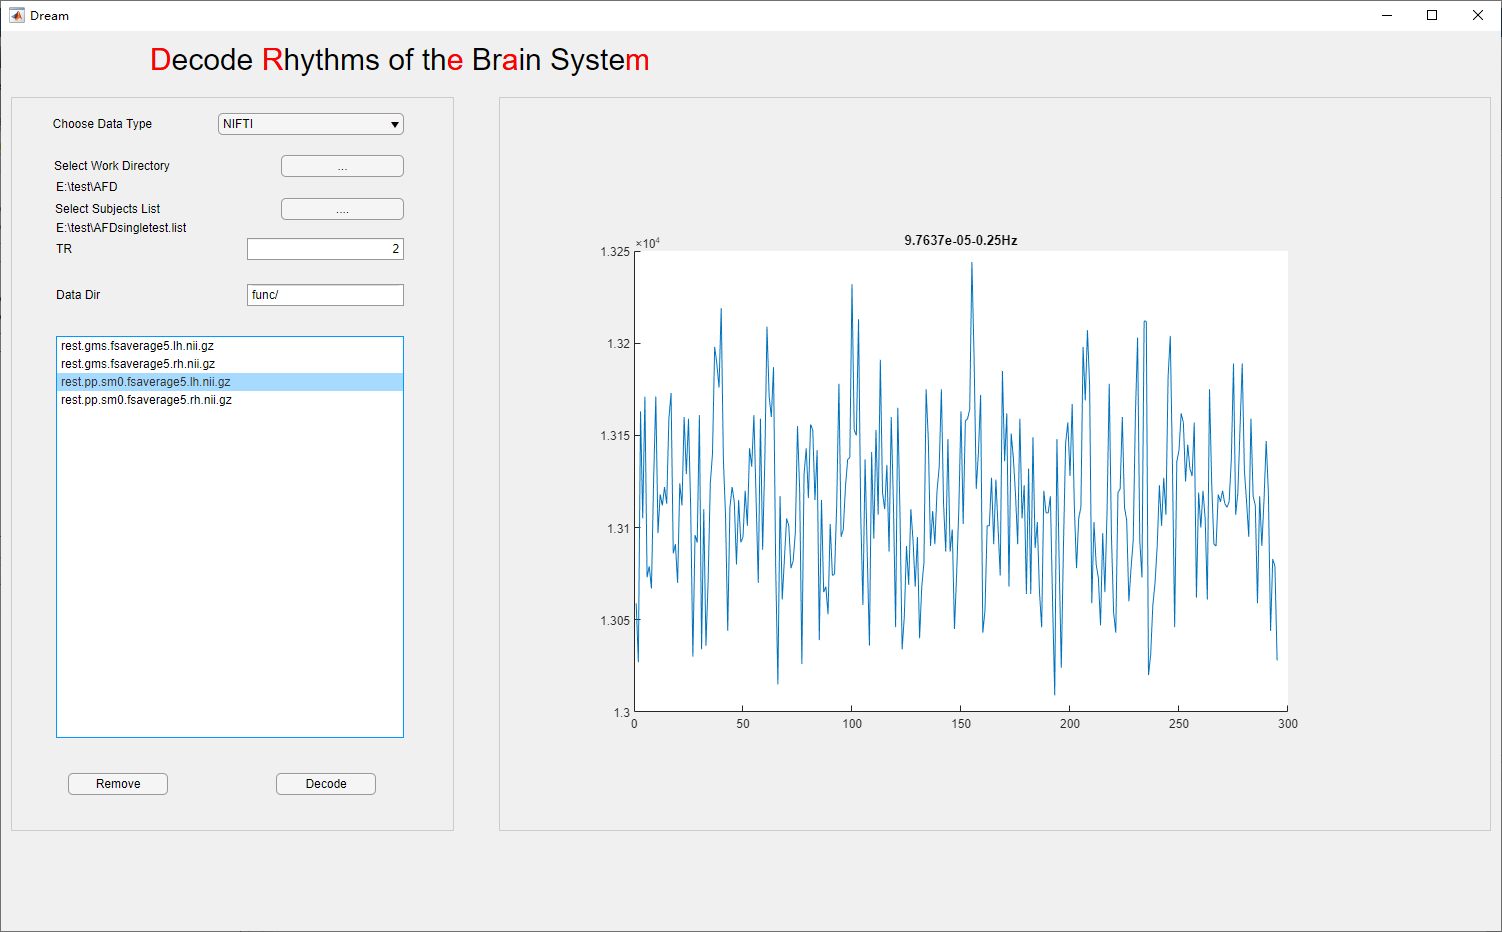 Dream
Decode Rhythms of the Brain System
Choose Data Type
NIFTI
Select Work Directory
...
E:\test\AFD
Select Subjects List
....
E:\test\AFDsingletest.list
TR
2
Data Dir
func/
rest.gms.fsaverage5.lh.nii.gz
rest.gms.fsaverage5.rh.nii.gz
rest.pp.sm0.fsaverage5.lh.nii.gz
rest.pp.sm0.fsaverage5.rh.nii.gz
Remove
Decode
9.7637e-05-0.25Hz
×10⁴
1.325
1.32
1.315
1.31
1.305
1.3
0 50 100 150 200 250 300